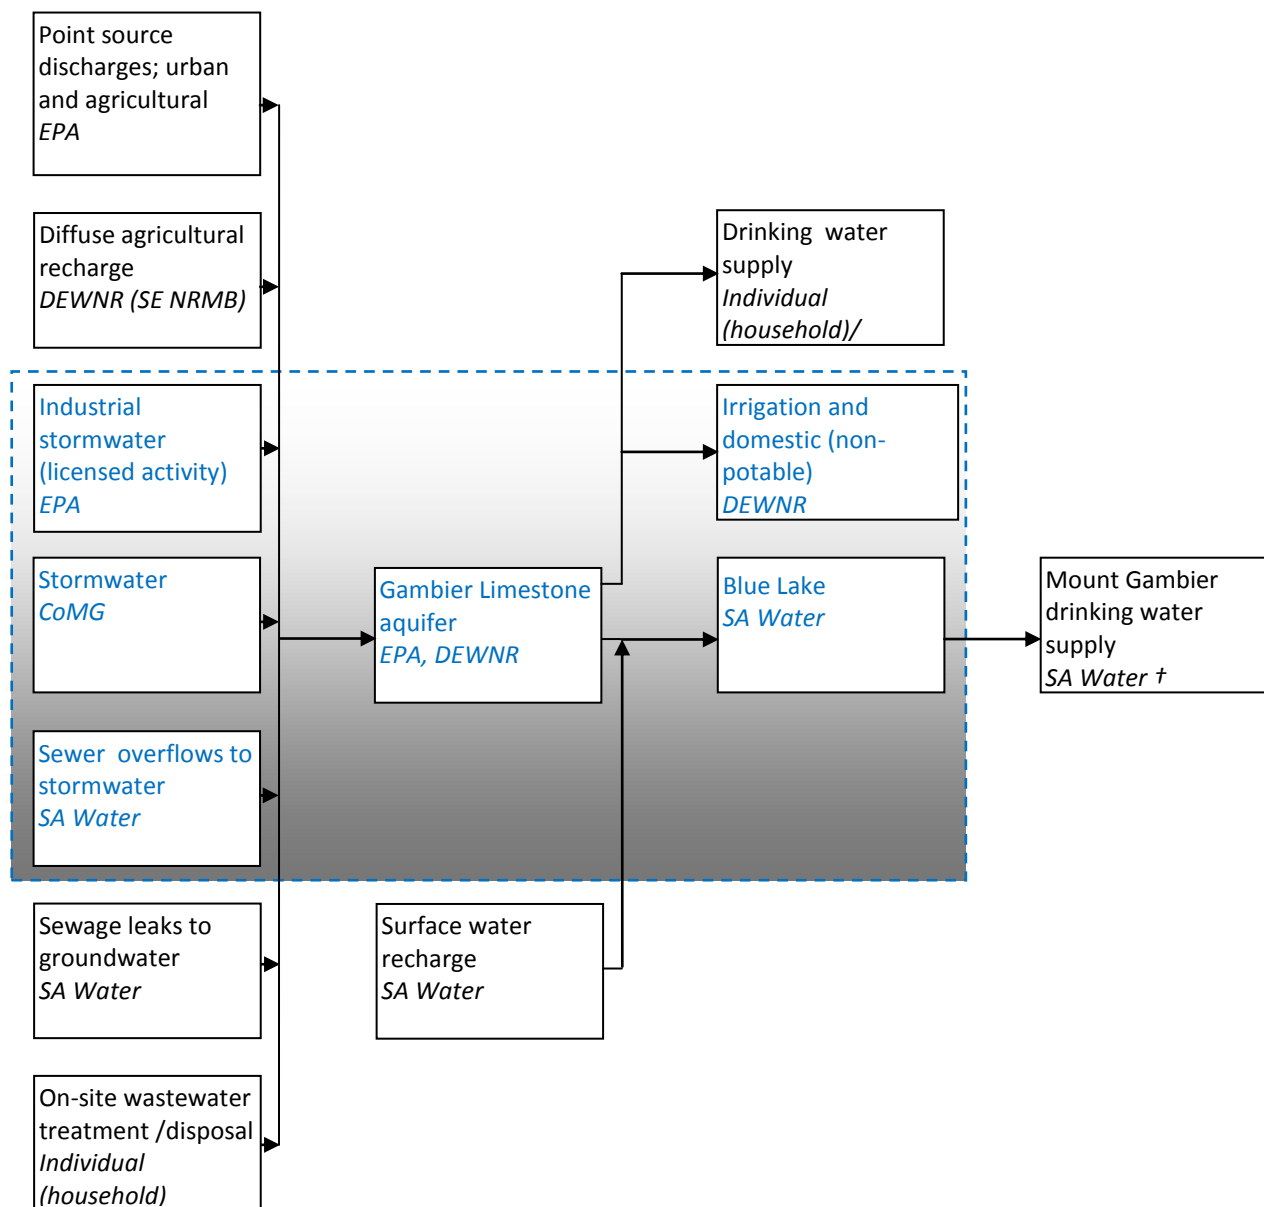 Point source
discharges; urban
and agricultural
EPA
Diffuse agricultural
recharge
DEWNR (SE NRMB)
Industrial
stormwater
(licensed activity)
EPA
Stormwater
CoMG
Sewer overflows to
stormwater
SA Water
Sewage leaks to
groundwater
SA Water
On-site wastewater
treatment /disposal
Individual
(household)
Gambier Limestone
aquifer
EPA, DEWNR
Surface water
recharge
SA Water
Drinking water
supply
Individual
(household)/
Irrigation and
domestic (non-
potable)
DEWNR
Blue Lake
SA Water
Mount Gambier
drinking water
supply
SA Water †